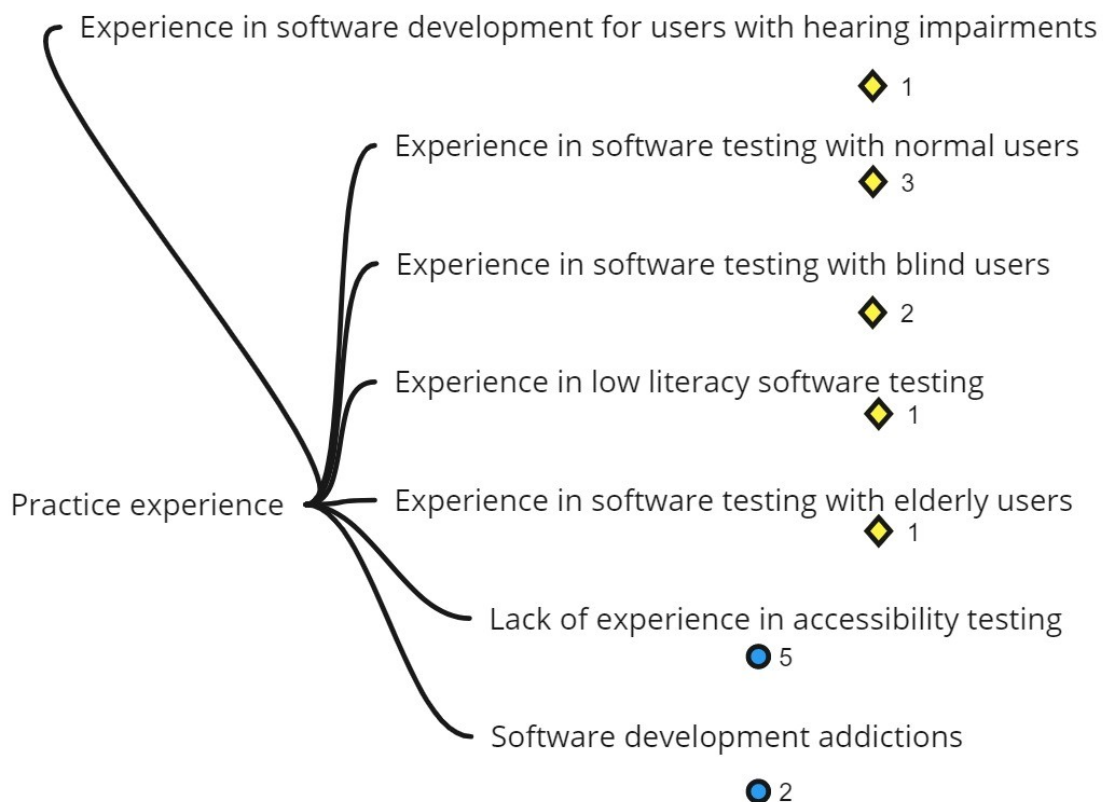 Experience in software development for users with hearing impairments
1
Experience in software testing with normal users
3
Experience in software testing with blind users
2
Experience in low literacy software testing
1
Practice experience
Experience in software testing with elderly users
1
Lack of experience in accessibility testing
5
Software development addictions
2